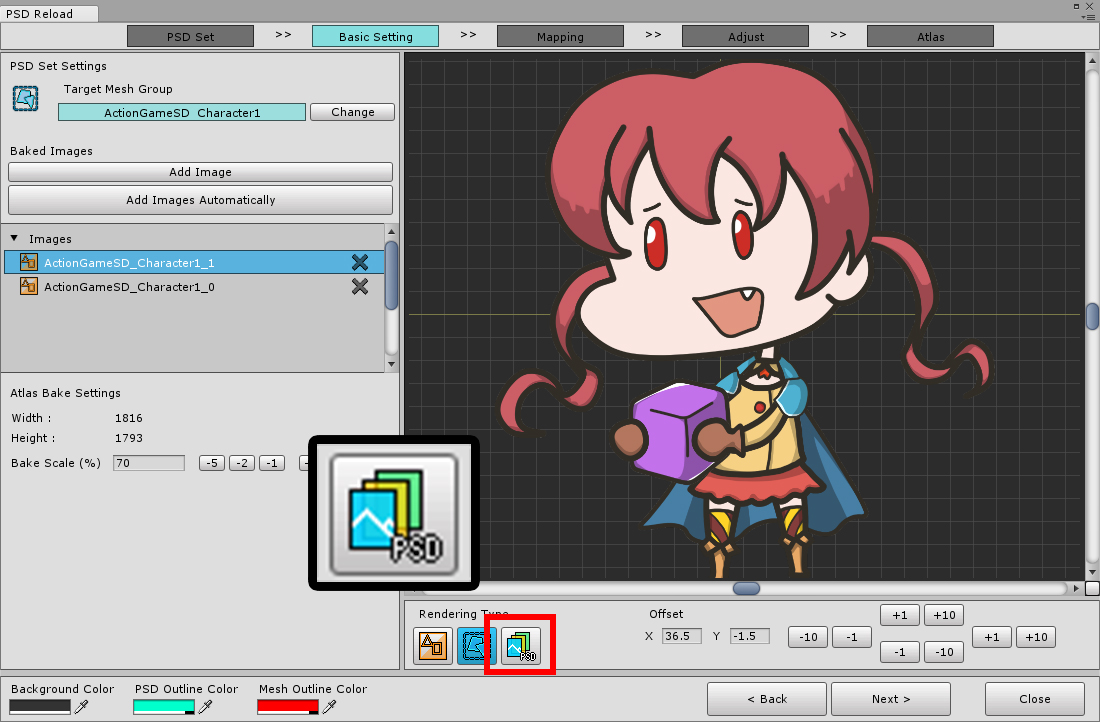 PSD Reload
PSD Set >> Basic Setting >> Mapping >> Adjust >> Atlas
PSD Set Settings
Target Mesh Group
ActionGameSD_Character1 Change
Baked Images
Add Image
Add Images Automatically
Images
ActionGameSD_Character1_1
ActionGameSD_Character1_0
Atlas Bake Settings
Width : 1816
Height : 1793
Bake Scale (%) 70 -5 -2 -1
PSD
Rendering Type
PSD
Offset
X 36.5 Y -1.5
-10 -1
+1 +10
-1 -10
+1 +10
Background Color PSD Outline Color Mesh Outline Color
< Back Next > Close